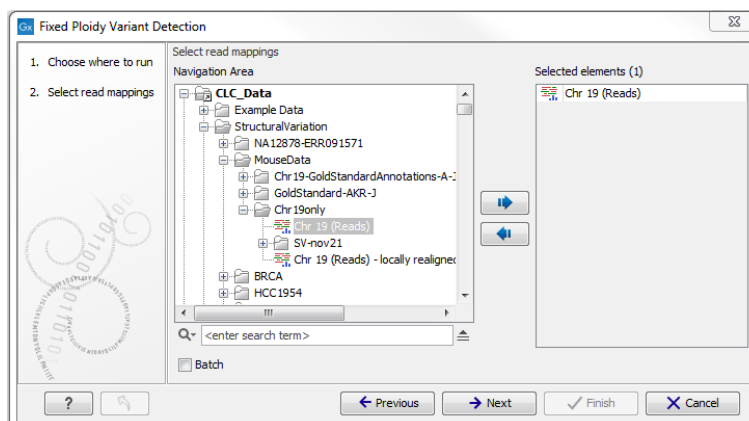 Gx Fixed Ploidy Variant Detection
1. Choose where to run
2. Select read mappings
Select read mappings
Navigation Area
CLC_Data
Example Data
StructuralVariation
NA12878-ERR091571
MouseData
Chr19-GoldStandardAnnotations-A-J
GoldStandard-AKR-J
Chr19only
Chr 19 (Reads)
SV-nov21
Chr 19 (Reads) - locally realigned
BRCA
HCC1954
<enter search term>
Batch
Selected elements (1)
Chr 19 (Reads)
?
Previous
Next
Finish
Cancel